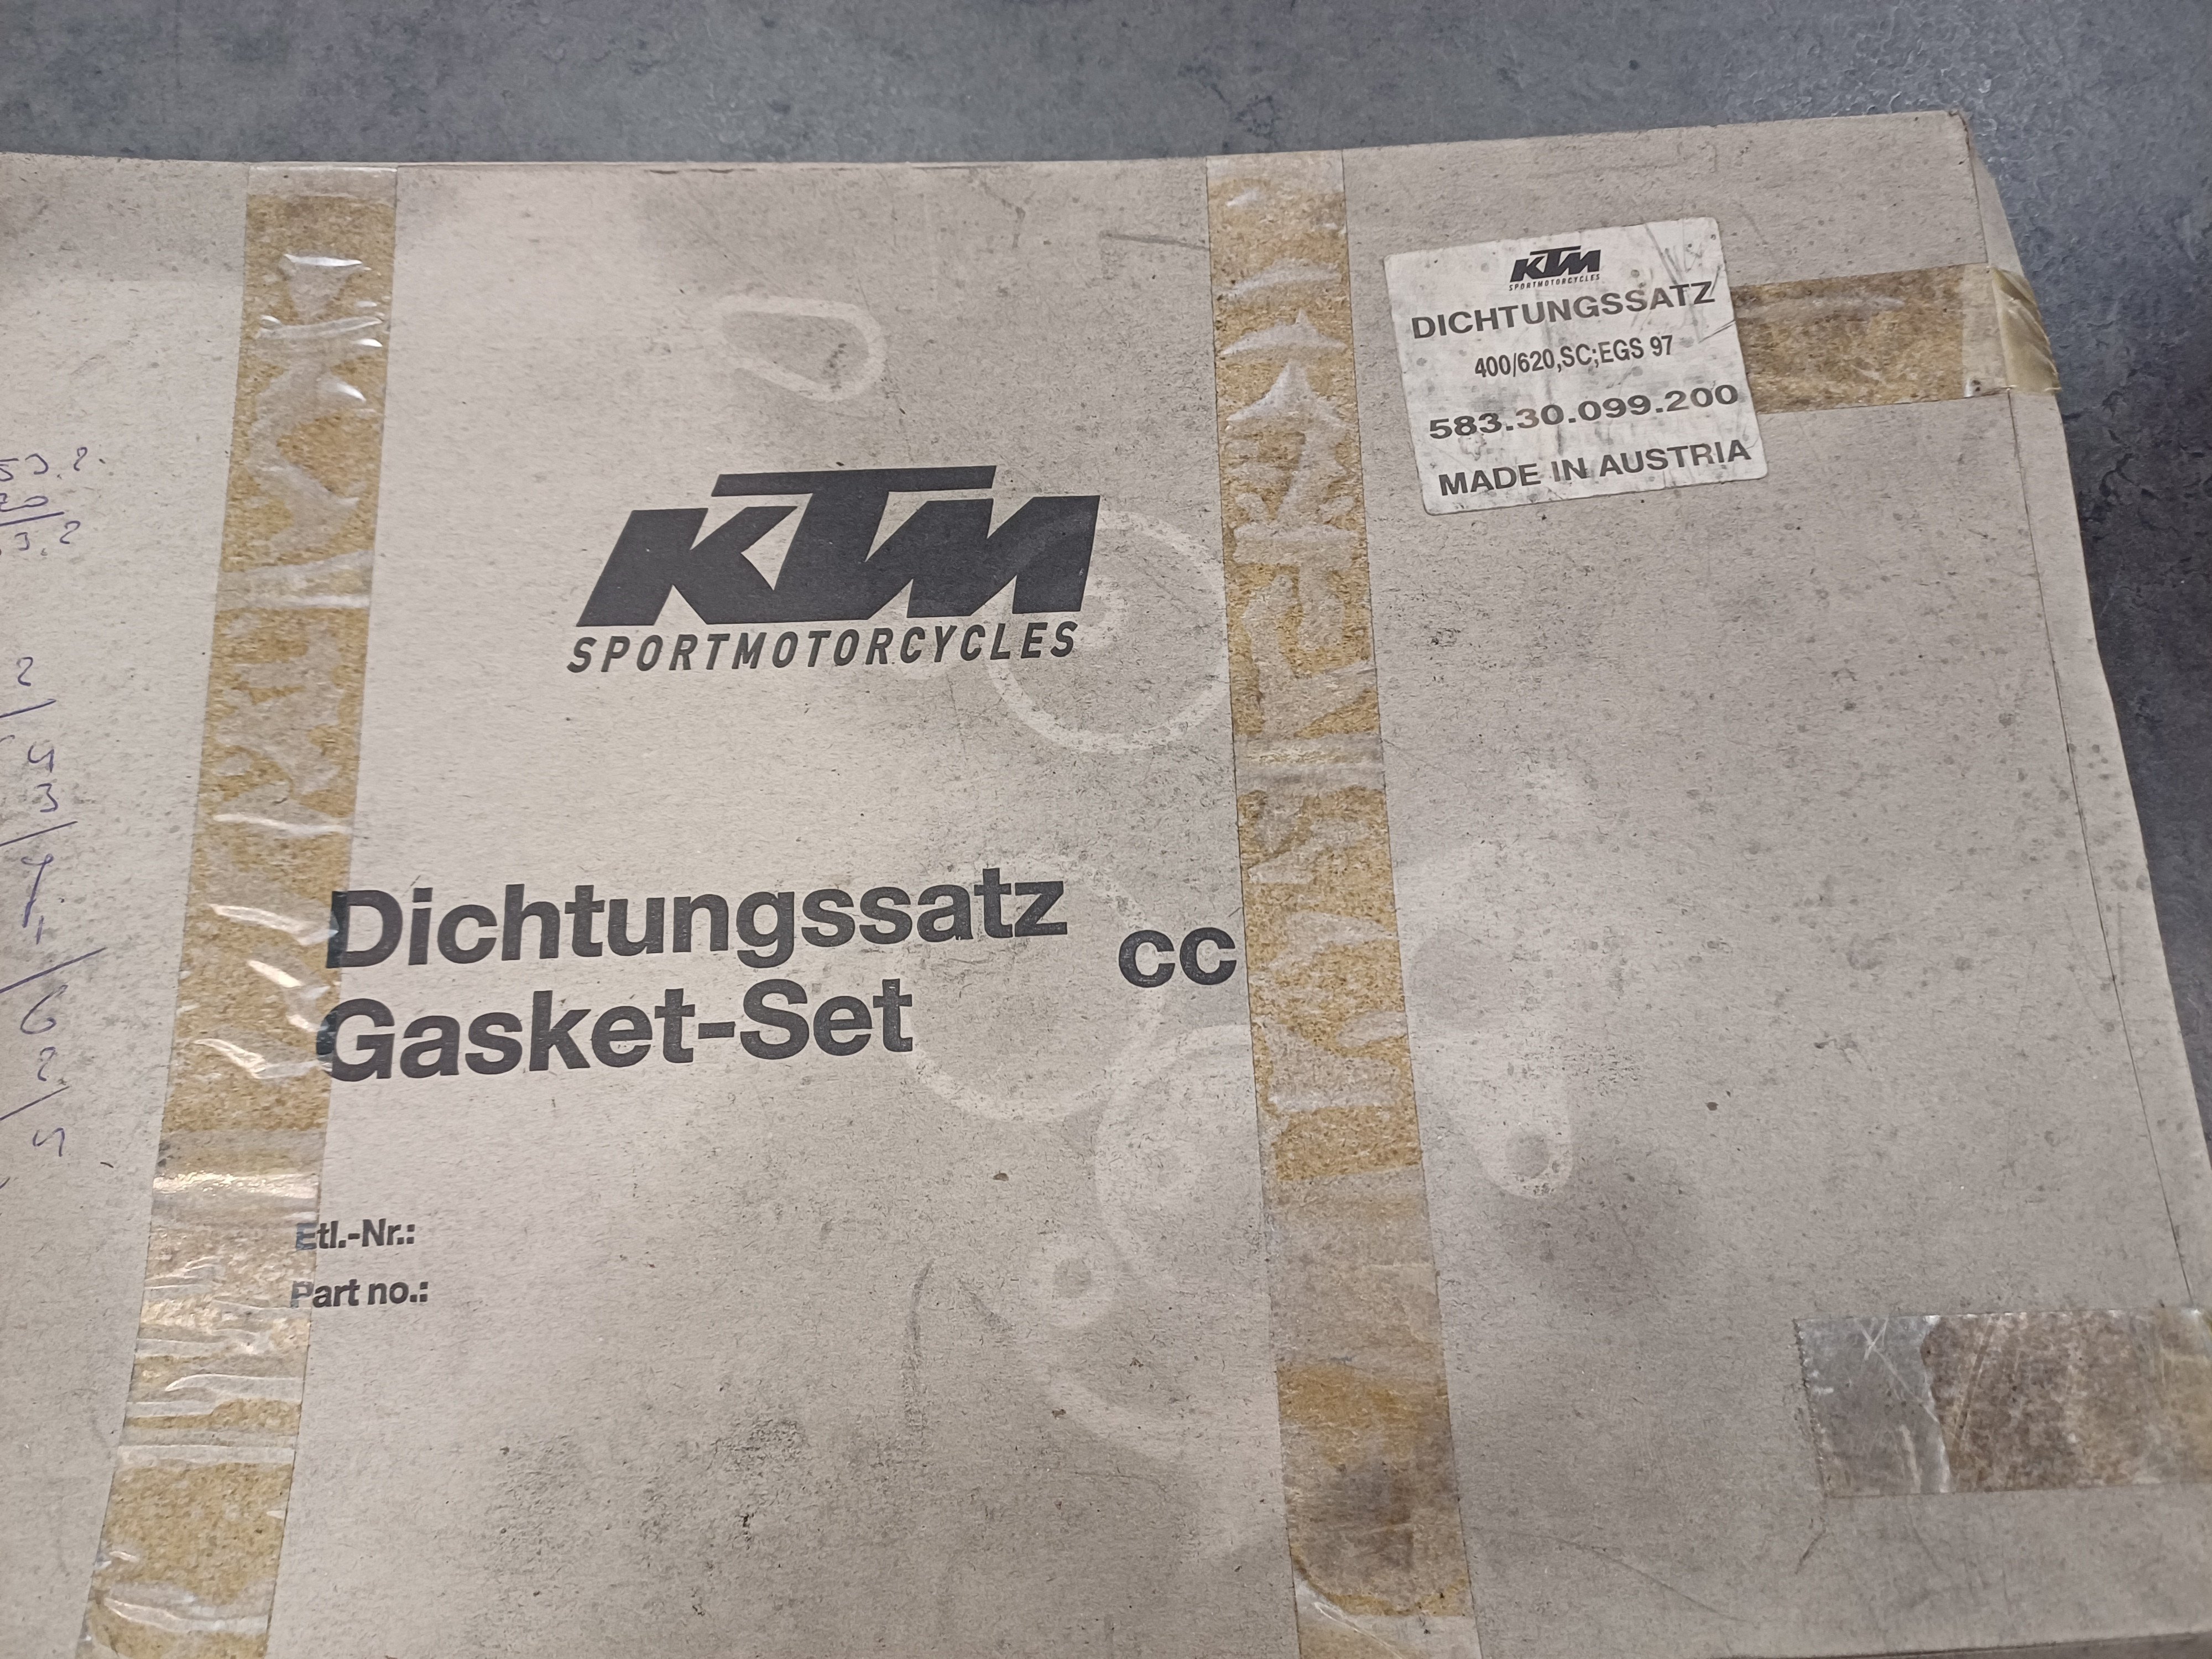 KTM
SPORTMOTORCYCLES
DICHTUNGSSATZ
400/620,SC;EGS 97
583.30.099.200
MADE IN AUSTRIA
KTM
SPORTMOTORCYCLES
Dichtungssatz
cc
Gasket-Set
Etl.-Nr.:
Part no.: